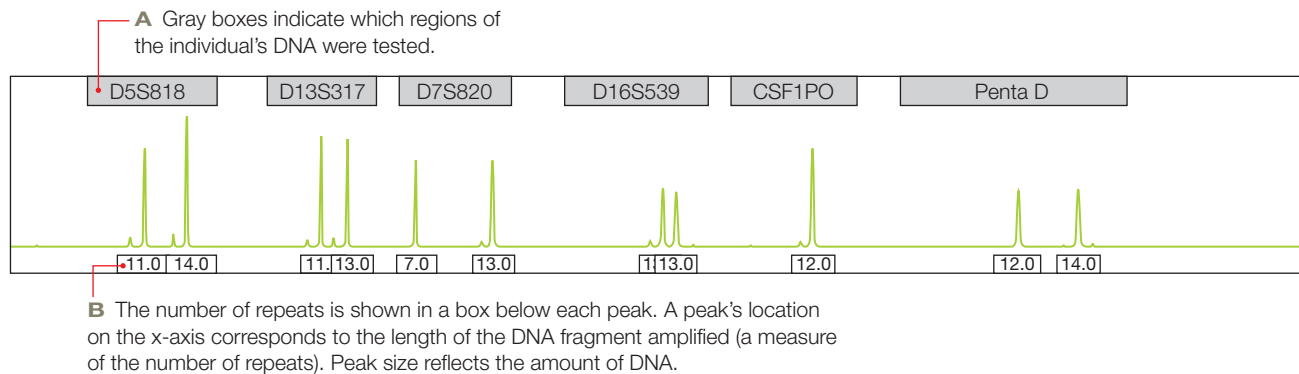 A Gray boxes indicate which regions of
the individual's DNA were tested.
D5S818 D13S317 D7S820 D16S539 CSF1PO Penta D
11.0 14.0 13.0 7.0 13.0 13.0 12.0 12.0 14.0
B The number of repeats is shown in a box below each peak. A peak's location
on the x-axis corresponds to the length of the DNA fragment amplified (a measure
of the number of repeats). Peak size reflects the amount of DNA.